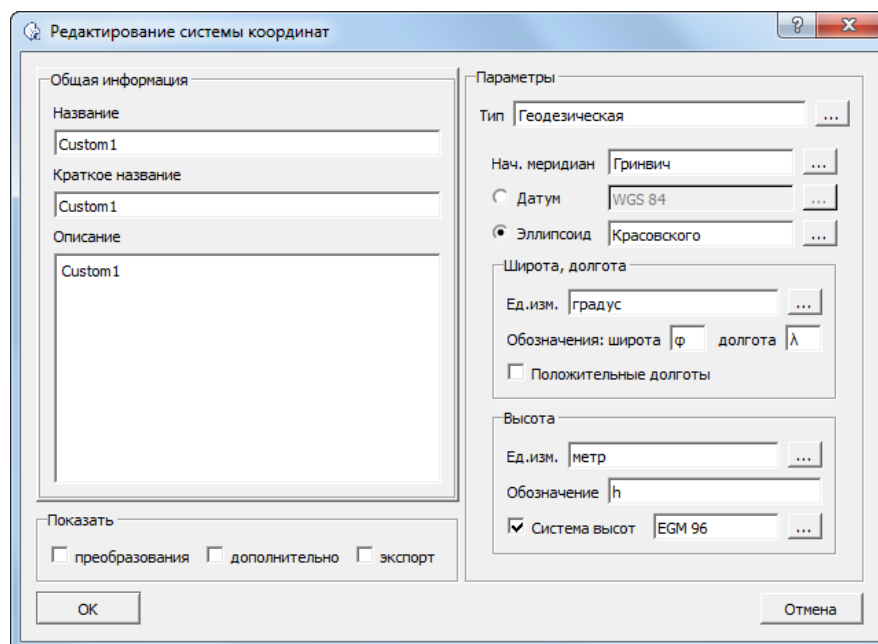 Редактирование системы координат
Общая информация
Название
Custom1
Краткое название
Custom1
Описание
Custom1
Показать
преобразования дополнительно экспорт
OK
Параметры
Тип Геодезическая ...
Нач. меридиан Гринвич ...
Датум WGS 84 ...
Эллипсоид Красовского ...
Широта, долгота
Ед.изм. градус ...
Обозначения: широта φ долгота λ
Положительные долготы
Высота
Ед.изм. метр ...
Обозначение h
Система высот EGM 96 ...
Отмена